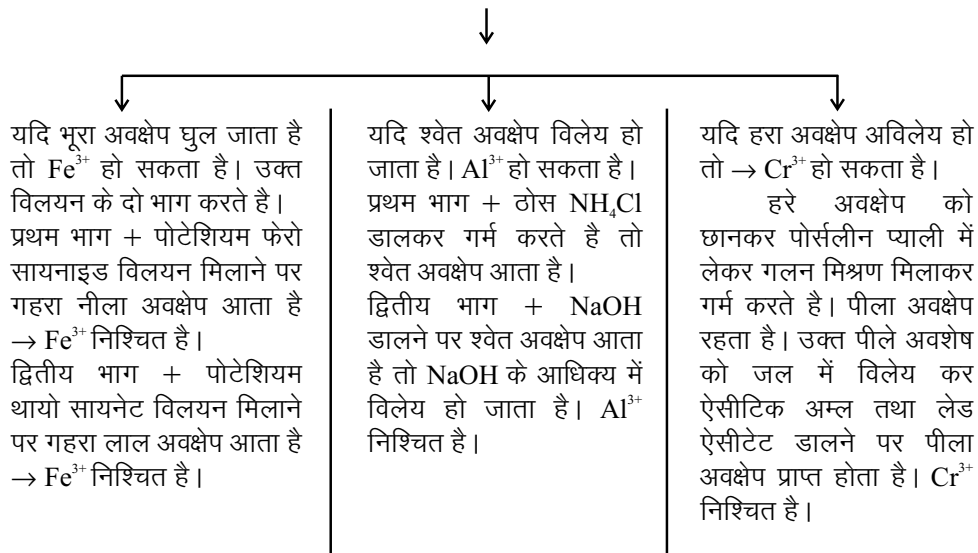 यदि भूरा अवक्षेप घुल जाता है
तो Fe³⁺ हो सकता है। उक्त
विलयन के दो भाग करते है।
प्रथम भाग + पोटेशियम फेरो
सायनाइड विलयन मिलाने पर
गहरा नीला अवक्षेप आता है
→ Fe³⁺ निश्चित है।
द्वितीय भाग + पोटेशियम
थायो सायनेट विलयन मिलाने
पर गहरा लाल अवक्षेप आता है
→ Fe³⁺ निश्चित है।
यदि श्वेत अवक्षेप विलेय हो
जाता है। Al³⁺ हो सकता है।
प्रथम भाग + ठोस NH₄Cl
डालकर गर्म करते है तो
श्वेत अवक्षेप आता है।
द्वितीय भाग + NaOH
डालने पर श्वेत अवक्षेप आता
है तो NaOH के आधिक्य में
विलेय हो जाता है। Al³⁺
निश्चित है।
यदि हरा अवक्षेप अविलेय हो
तो → Cr³⁺ हो सकता है।
हरे अवक्षेप को
छानकर पोर्सलीन प्याली में
लेकर गलन मिश्रण मिलाकर
गर्म करते है। पीला अवक्षेप
रहता है। उक्त पीले अवशेष
को जल में विलेय कर
ऐसीटिक अम्ल तथा लेड
ऐसीटेट डालने पर पीला
अवक्षेप प्राप्त होता है। Cr³⁺
निश्चित है।